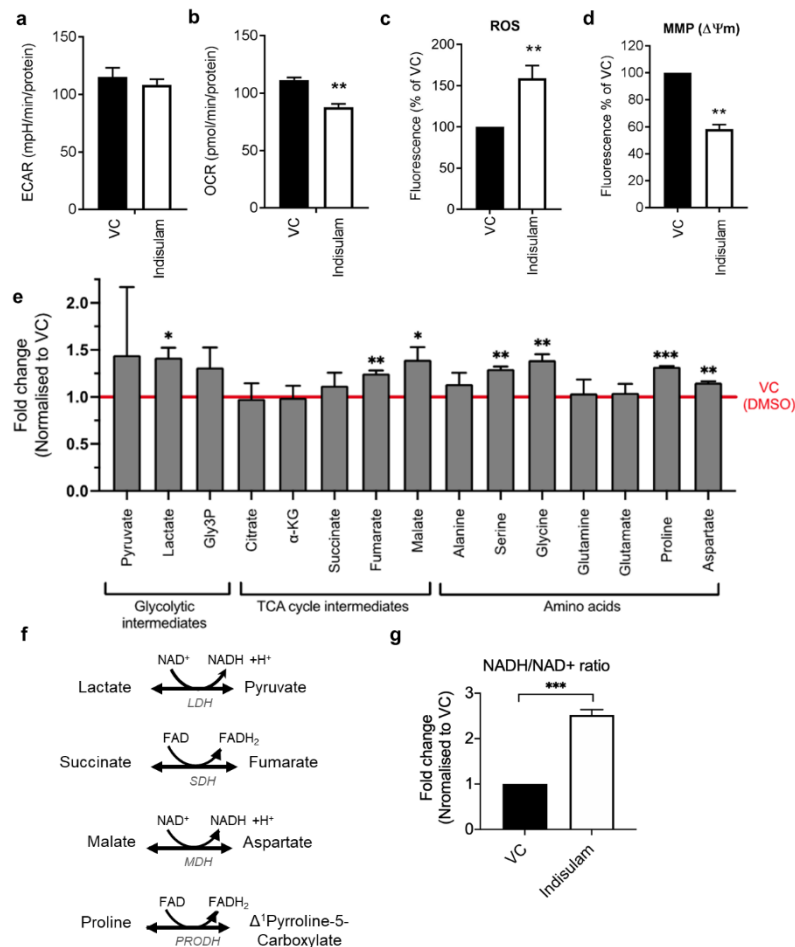 a
ECAR (mpH/min/protein)
150
100
50
0
VC
Indisulam
b
OCR (pmol/min/protein)
150
100
50
0
**
VC
Indisulam
c
ROS
Fluorescence (% of VC)
200
150
100
50
0
**
VC
Indisulam
d
MMP (ΔΨm)
Fluorescence % of VC)
120
100
80
60
40
20
0
**
VC
Indisulam
e
Fold change
(Normalised to VC)
2.0
1.5
1.0
0.5
0.0
*
**
*
**
**
***
**
VC
(DMSO)
Pyruvate
Lactate
Gly3P
Citrate
α-KG
Succinate
Fumarate
Malate
Alanine
Serine
Glycine
Glutamine
Glutamate
Proline
Aspartate
Glycolytic
intermediates
TCA cycle intermediates
Amino acids
f
NAD⁺ NADH +H⁺
Lactate Pyruvate
LDH
FAD FADH₂
Succinate Fumarate
SDH
NAD⁺ NADH +H⁺
Malate Aspartate
MDH
FAD FADH₂
Proline Δ¹Pyrroline-5-
PRODH Carboxylate
g
NADH/NAD+ ratio
Fold change
(Nromalised to VC)
3
2
1
0
***
VC
Indisulam